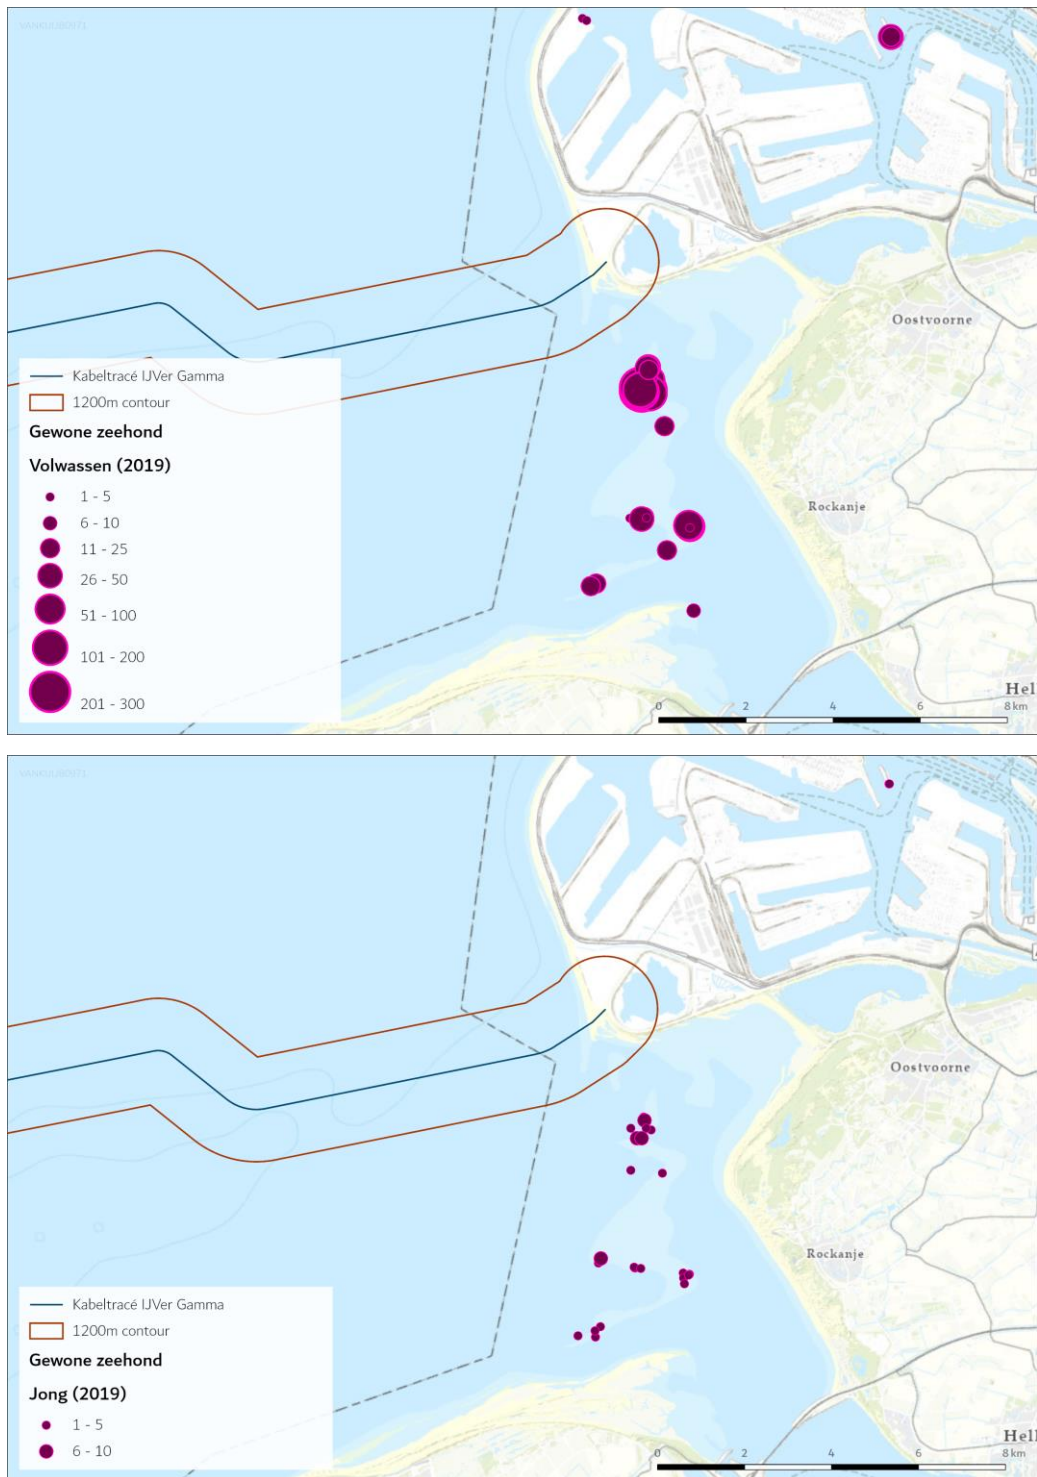 Oostvoorne
Rockanje
Hel
Kabeltracé IJVer Gamma
1200m contour
Gewone zeehond
Volwassen (2019)
1 - 5
6 - 10
11 - 25
26 - 50
51 - 100
101 - 200
201 - 300
0 2 4 6 8 km
Oostvoorne
Rockanje
Hell
Kabeltracé IJVer Gamma
1200m contour
Gewone zeehond
Jong (2019)
1 - 5
6 - 10
0 2 4 6 8 km